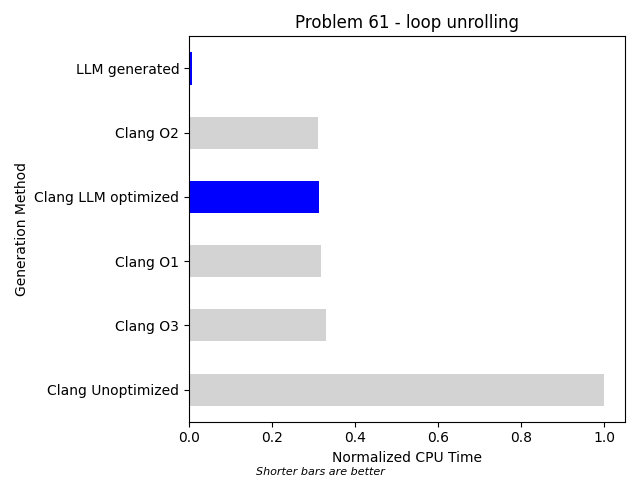 Problem 61 - loop unrolling
Generation Method
LLM generated
Clang O2
Clang LLM optimized
Clang O1
Clang O3
Clang Unoptimized
0.0 0.2 0.4 0.6 0.8 1.0
Normalized CPU Time
Shorter bars are better